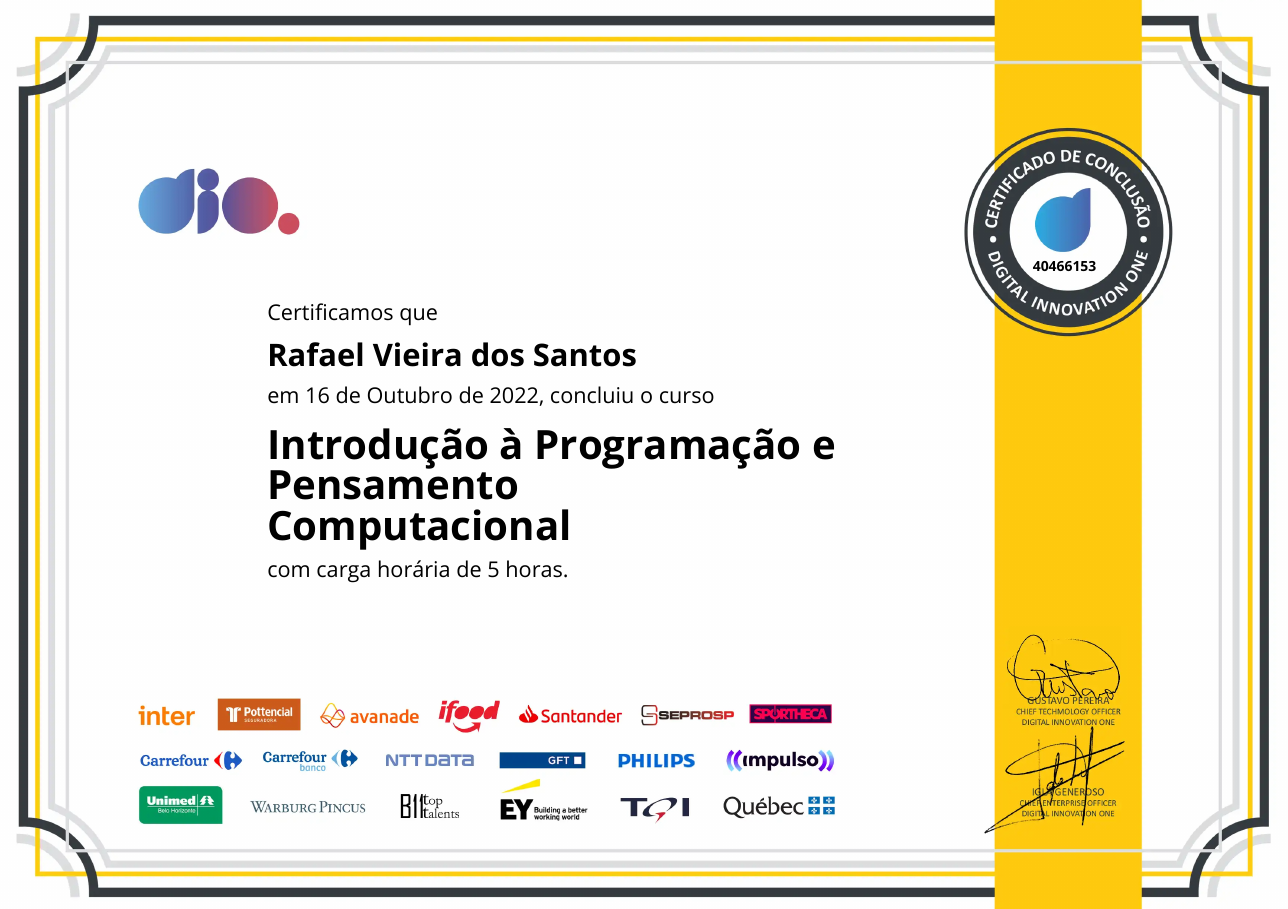 dio.
CERTIFICADO DE CONCLUSÃO
40466153
DIGITAL INNOVATION ONE
Certificamos que
Rafael Vieira dos Santos
em 16 de Outubro de 2022, concluiu o curso
Introdução à Programação e
Pensamento
Computacional
com carga horária de 5 horas.
Gustavo
GUSTAVO PEREIRA
CHIEF TECHNOLOGY OFFICER
DIGITAL INNOVATION ONE
inter Pottencial SEGURADORA avanade ifood Santander SEPROSP SPORTHECA
Carrefour Carrefour banco NTT DATA GFT PHILIPS impulso
Unimed Belo Horizonte WARBURG PINCUS B11 top talents EY Building a better working world TQI Québec
CHIEF ENTERPRISE OFFICER
DIGITAL INNOVATION ONE